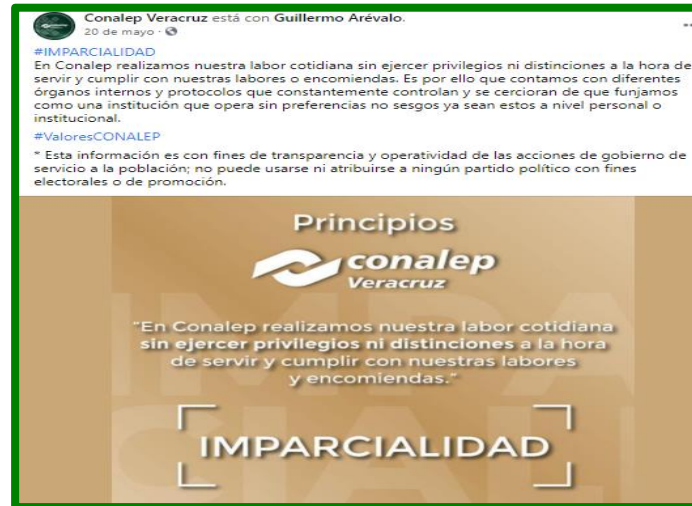 Conalep Veracruz está con Guillermo Arévalo.
20 de mayo ·
#IMPARCIALIDAD
En Conalep realizamos nuestra labor cotidiana sin ejercer privilegios ni distinciones a la hora de
servir y cumplir con nuestras labores o encomiendas. Es por ello que contamos con diferentes
órganos internos y protocolos que constantemente controlan y se cercioran de que funjamos
como una institución que opera sin preferencias no sesgos ya sean estos a nivel personal o
institucional.
#ValoresCONALEP
* Esta información es con fines de transparencia y operatividad de las acciones de gobierno de
servicio a la población; no puede usarse ni atribuirse a ningún partido político con fines
electorales o de promoción.
Principios
conalep
Veracruz
"En Conalep realizamos nuestra labor cotidiana
sin ejercer privilegios ni distinciones a la hora
de servir y cumplir con nuestras labores
y encomiendas."
IMPARCIALIDAD
IMPA
CIALI